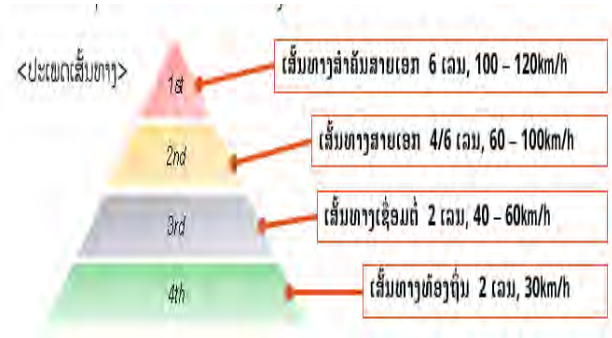 <ປະເພດເສັ້ນທາງ>
1st
ເສັ້ນທາງສໍາຄັນສາຍເອກ 6 ເລນ, 100 – 120km/h
2nd
ເສັ້ນທາງສາຍເອກ 4/6 ເລນ, 60 – 100km/h
3rd
ເສັ້ນທາງເຊື່ອມຕໍ່ 2 ເລນ, 40 – 60km/h
4th
ເສັ້ນທາງທ້ອງຖິ່ນ 2 ເລນ, 30km/h